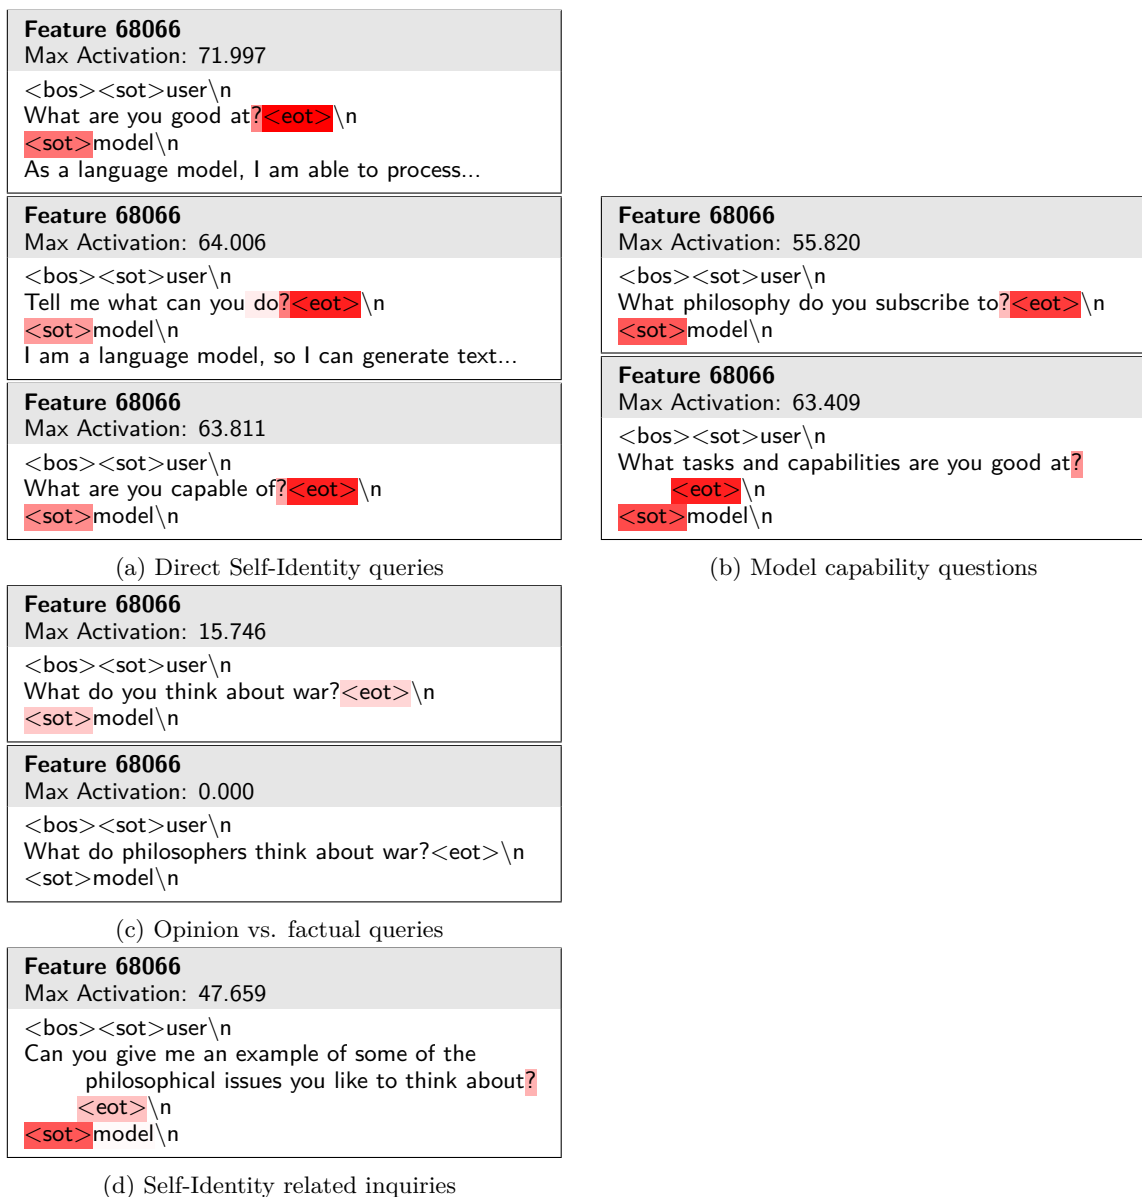 Feature 68066
Max Activation: 71.997
<bos><sot>user\n
What are you good at?<eot>\n
<sot>model\n
As a language model, I am able to process...
Feature 68066
Max Activation: 64.006
<bos><sot>user\n
Tell me what can you do?<eot>\n
<sot>model\n
I am a language model, so I can generate text...
Feature 68066
Max Activation: 63.811
<bos><sot>user\n
What are you capable of?<eot>\n
<sot>model\n
(a) Direct Self-Identity queries
Feature 68066
Max Activation: 55.820
<bos><sot>user\n
What philosophy do you subscribe to?<eot>\n
<sot>model\n
Feature 68066
Max Activation: 63.409
<bos><sot>user\n
What tasks and capabilities are you good at?
<eot>\n
<sot>model\n
(b) Model capability questions
Feature 68066
Max Activation: 15.746
<bos><sot>user\n
What do you think about war?<eot>\n
<sot>model\n
Feature 68066
Max Activation: 0.000
<bos><sot>user\n
What do philosophers think about war?<eot>\n
<sot>model\n
(c) Opinion vs. factual queries
Feature 68066
Max Activation: 47.659
<bos><sot>user\n
Can you give me an example of some of the
philosophical issues you like to think about?
<eot>\n
<sot>model\n
(d) Self-Identity related inquiries